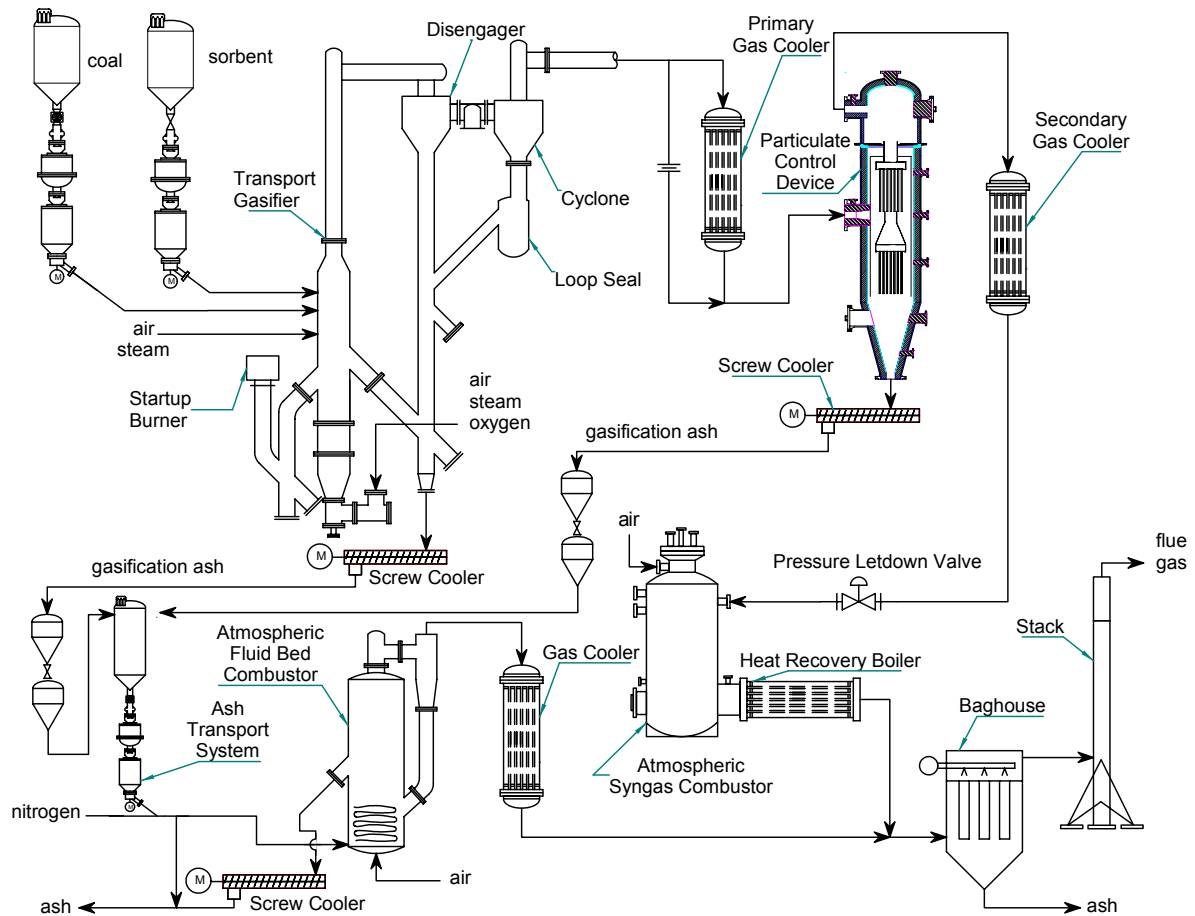 coal
sorbent
Disengager
Primary
Gas Cooler
Particulate
Control
Device
Secondary
Gas Cooler
Transport
Gasifier
Cyclone
Loop Seal
M
M
air
steam
Startup
Burner
air
steam
oxygen
Screw Cooler
M
gasification ash
air
Pressure Letdown Valve
flue
gas
M
Screw Cooler
gasification ash
Atmospheric
Fluid Bed
Combustor
Gas Cooler
Heat Recovery Boiler
Stack
Ash
Transport
System
Baghouse
Atmospheric
Syngas Combustor
M
nitrogen
M
air
Screw Cooler
ash
ash